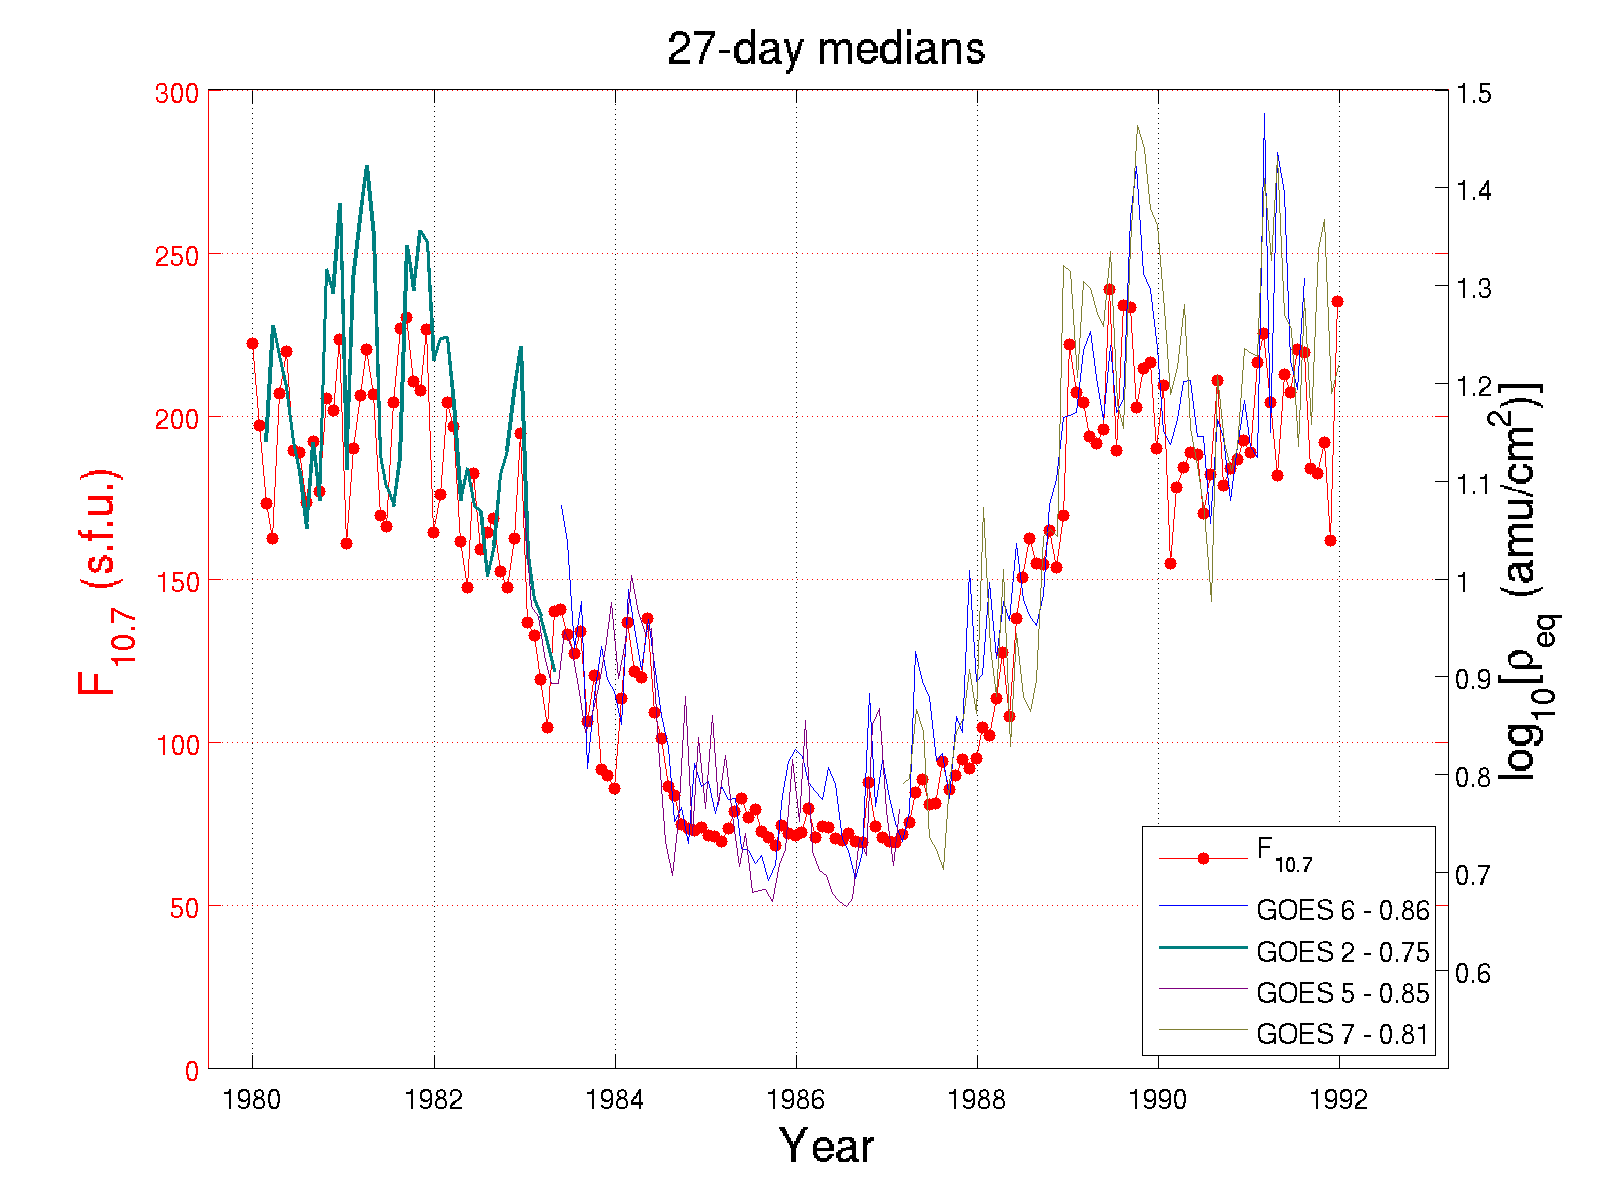 27-day medians
300
250
200
150
100
50
0
F10.7 (s.f.u.)
1.5
1.4
1.3
1.2
1.1
1
0.9
0.8
0.7
0.6
log10[ρeq (amu/cm2)]
F10.7
GOES 6 - 0.86
GOES 2 - 0.75
GOES 5 - 0.85
GOES 7 - 0.81
1980 1982 1984 1986 1988 1990 1992
Year